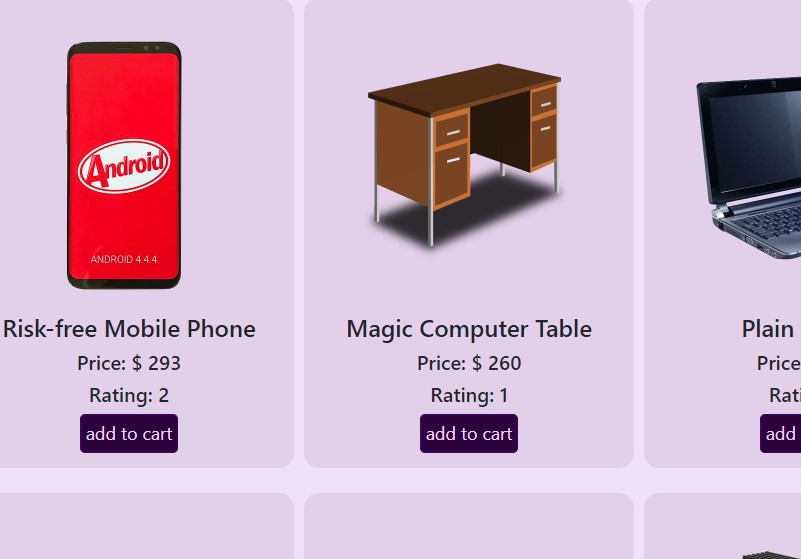 Android
ANDROID 4.4.4
Risk-free Mobile Phone
Price: $ 293
Rating: 2
add to cart
Magic Computer Table
Price: $ 260
Rating: 1
add to cart
Plain
Price
add